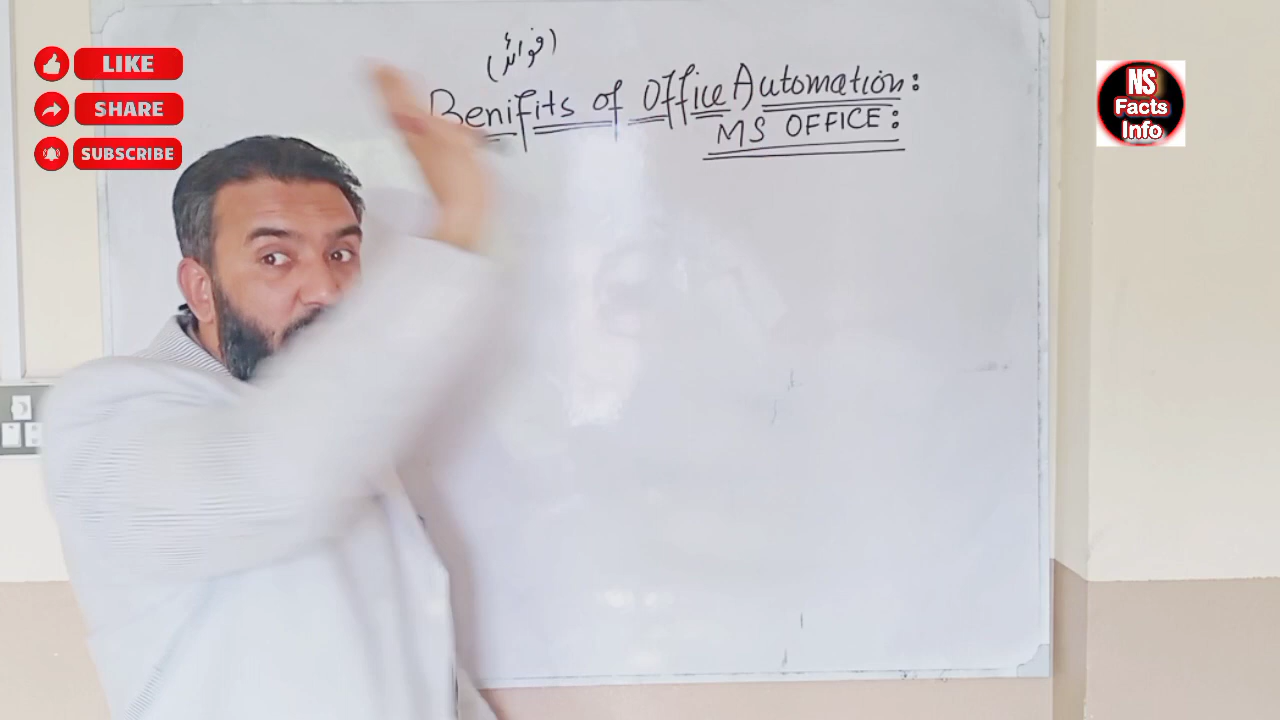 LIKE
SHARE
SUBSCRIBE
(فوائد)
Benifits of Office Automation:
MS OFFICE:
NS
Facts
Info